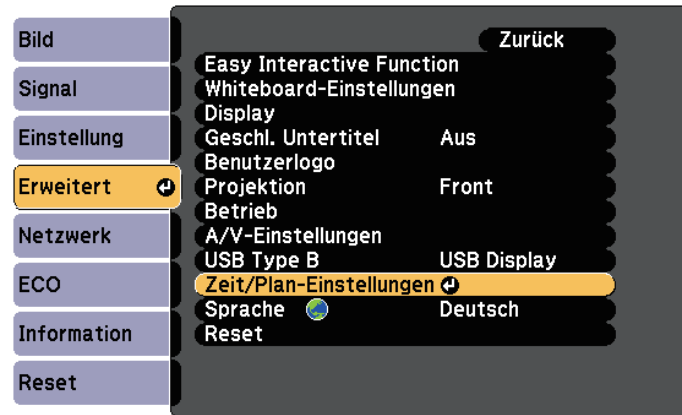 Bild
Signal
Einstellung
Erweitert
Netzwerk
ECO
Information
Reset
Zurück
Easy Interactive Function
Whiteboard-Einstellungen
Display
Geschl. Untertitel Aus
Benutzerlogo
Projektion Front
Betrieb
A/V-Einstellungen
USB Type B USB Display
Zeit/Plan-Einstellungen
Sprache Deutsch
Reset